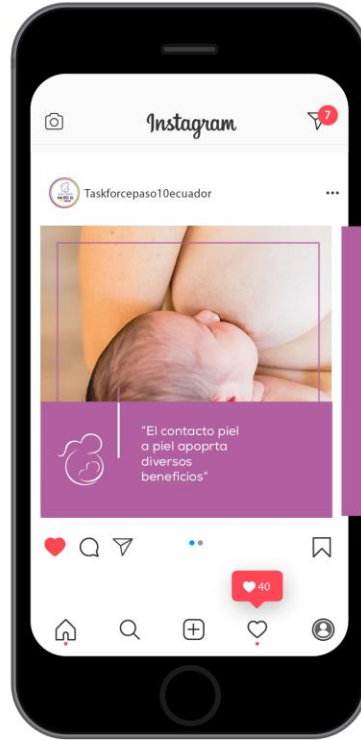 Instagram
7
Taskforcepaso10ecuador
"El contacto piel
a piel apoprta
diversos
beneficios"
40